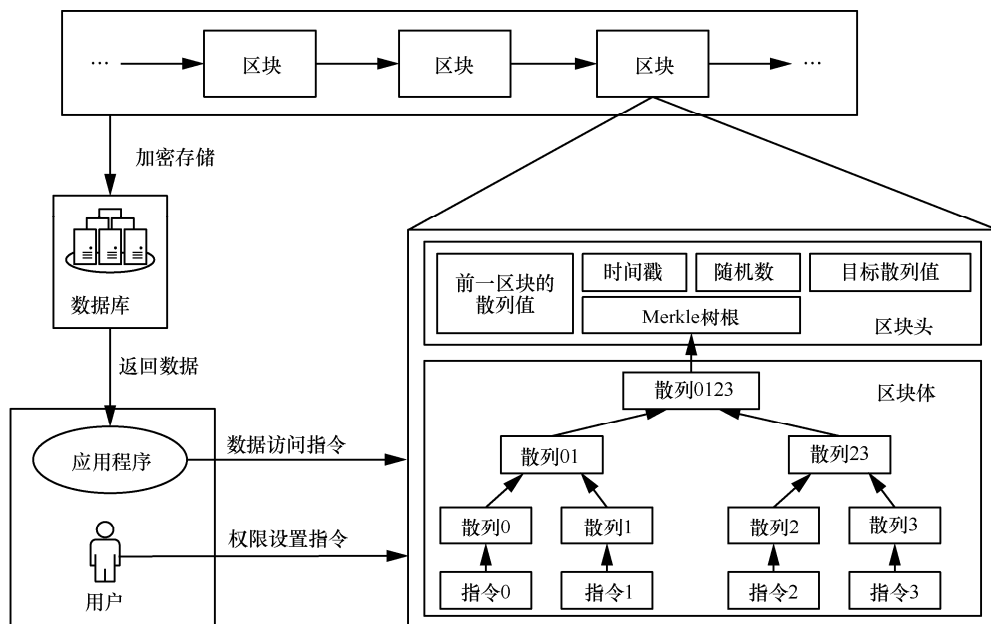 … 区块 区块 区块 …
加密存储
数据库
返回数据
应用程序
数据访问指令
用户
权限设置指令
前一区块的
散列值
时间戳
随机数
目标散列值
Merkle树根
区块头
区块体
散列0123
散列01
散列23
散列0
散列1
散列2
散列3
指令0
指令1
指令2
指令3